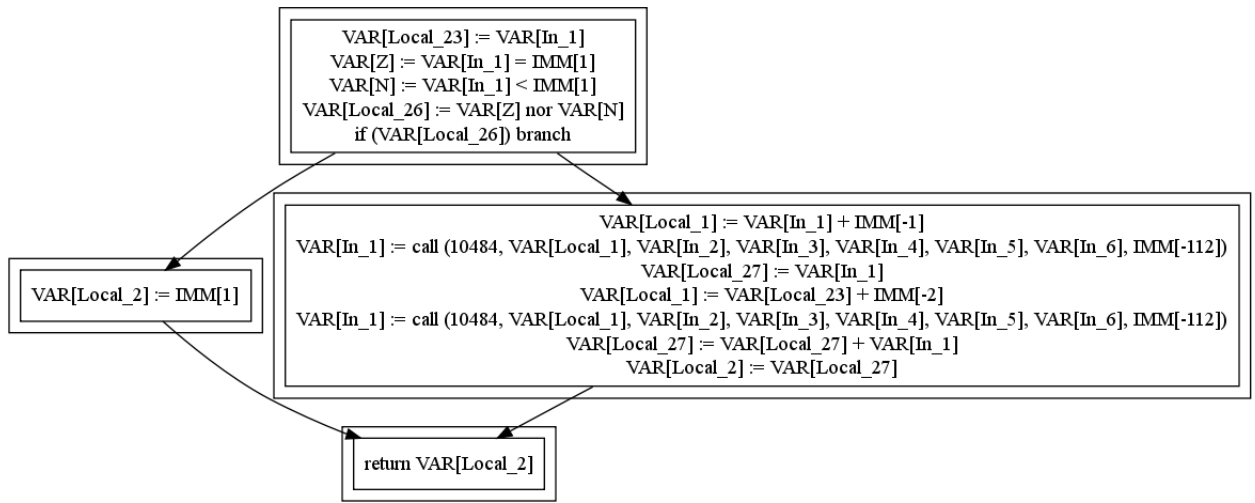 VAR[Local_23] := VAR[In_1]
VAR[Z] := VAR[In_1] = IMM[1]
VAR[N] := VAR[In_1] < IMM[1]
VAR[Local_26] := VAR[Z] nor VAR[N]
if (VAR[Local_26]) branch
VAR[Local_2] := IMM[1]
VAR[Local_1] := VAR[In_1] + IMM[-1]
VAR[In_1] := call (10484, VAR[Local_1], VAR[In_2], VAR[In_3], VAR[In_4], VAR[In_5], VAR[In_6], IMM[-112])
VAR[Local_27] := VAR[In_1]
VAR[Local_1] := VAR[Local_23] + IMM[-2]
VAR[In_1] := call (10484, VAR[Local_1], VAR[In_2], VAR[In_3], VAR[In_4], VAR[In_5], VAR[In_6], IMM[-112])
VAR[Local_27] := VAR[Local_27] + VAR[In_1]
VAR[Local_2] := VAR[Local_27]
return VAR[Local_2]